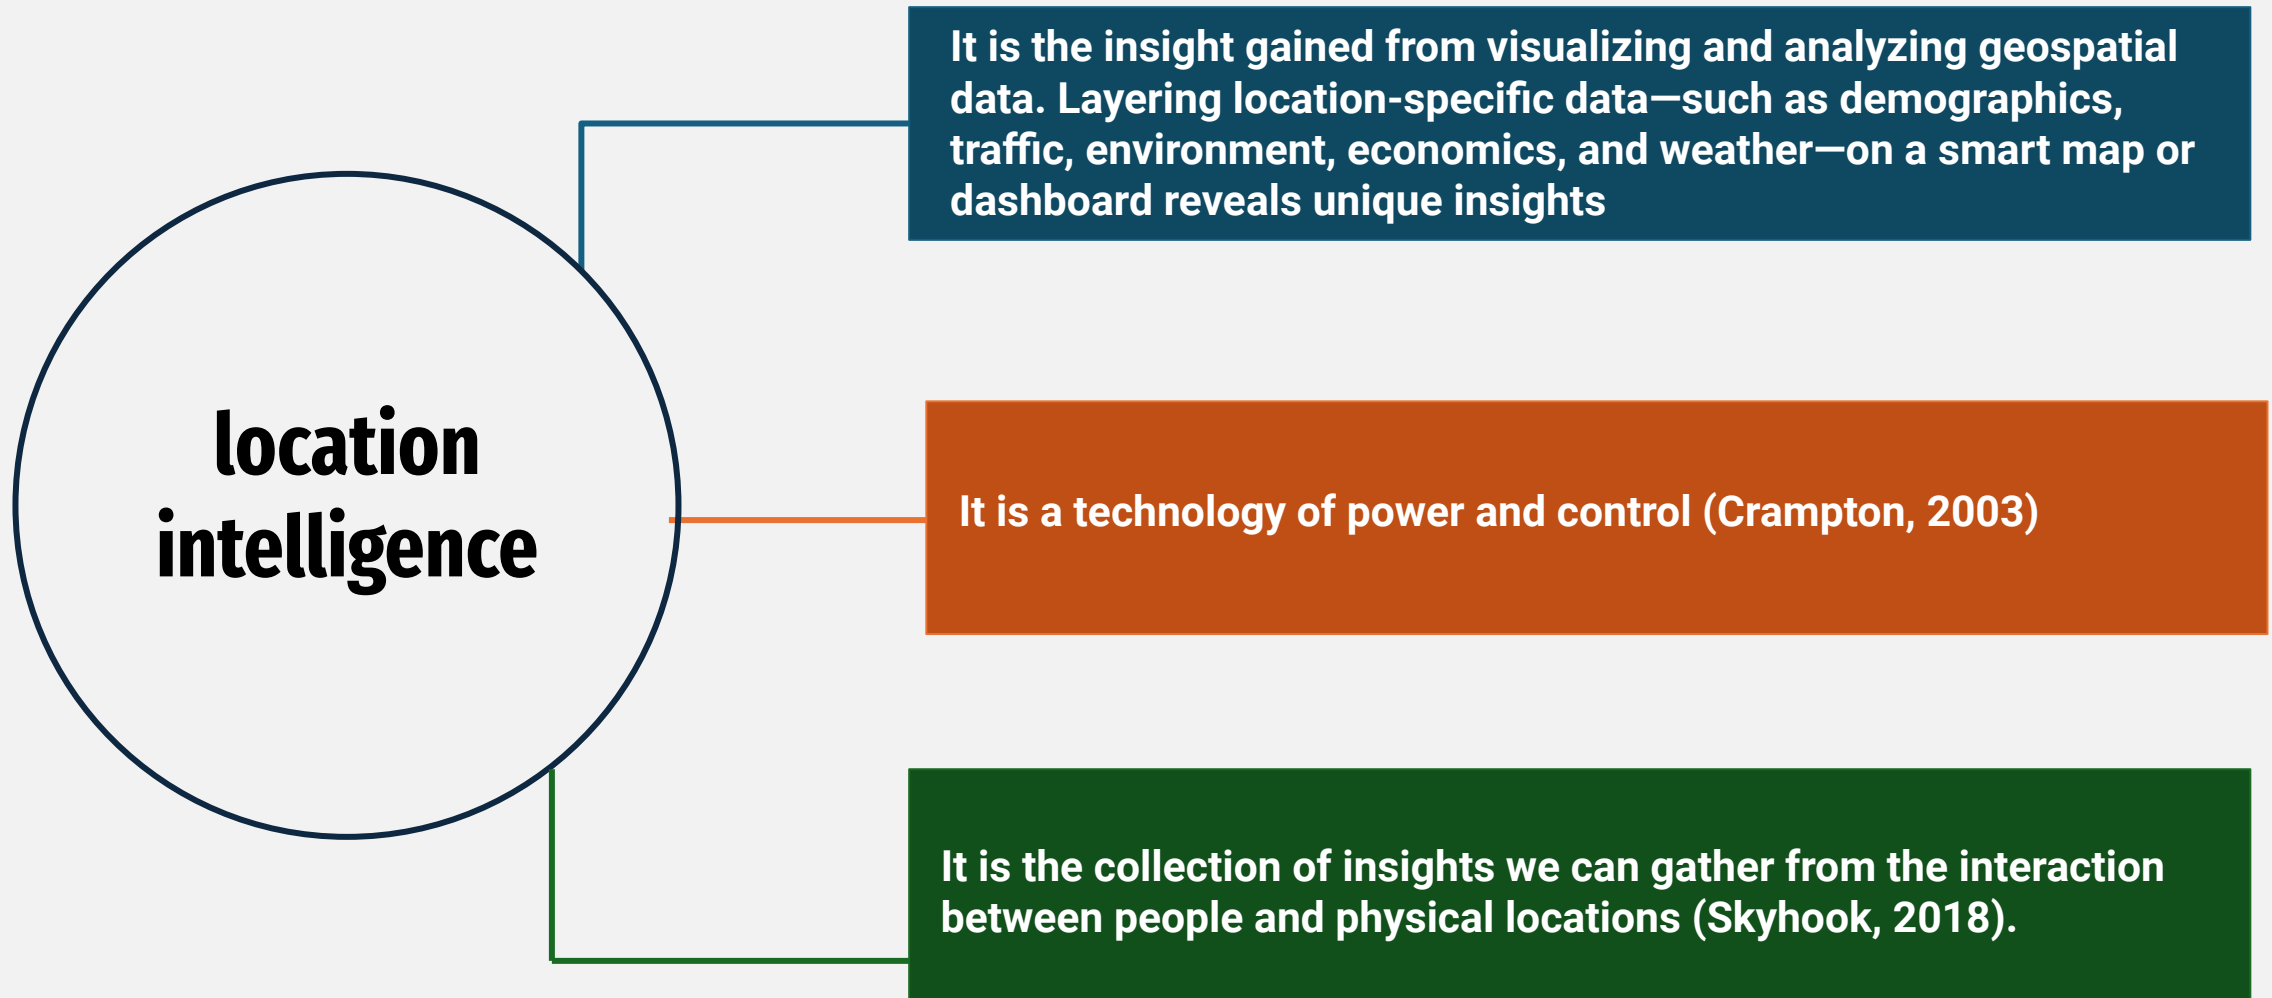 location
intelligence
It is the insight gained from visualizing and analyzing geospatial
data. Layering location-specific data—such as demographics,
traffic, environment, economics, and weather—on a smart map or
dashboard reveals unique insights
It is a technology of power and control (Crampton, 2003)
It is the collection of insights we can gather from the interaction
between people and physical locations (Skyhook, 2018).